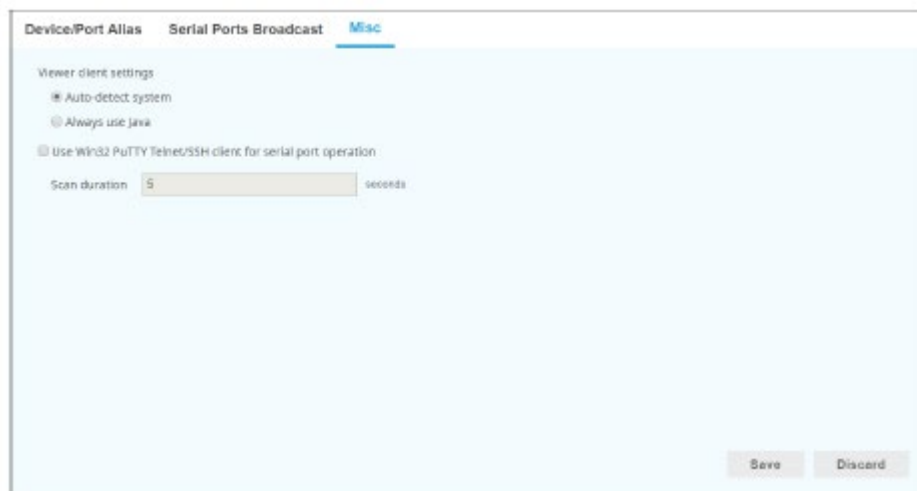 Device/Port Alias Serial Ports Broadcast Misc
Viewer client settings
Auto-detect system
Always use Java
Use Win32 PuTTY Telnet/SSH client for serial port operation
Scan duration 5 seconds
Save Discard